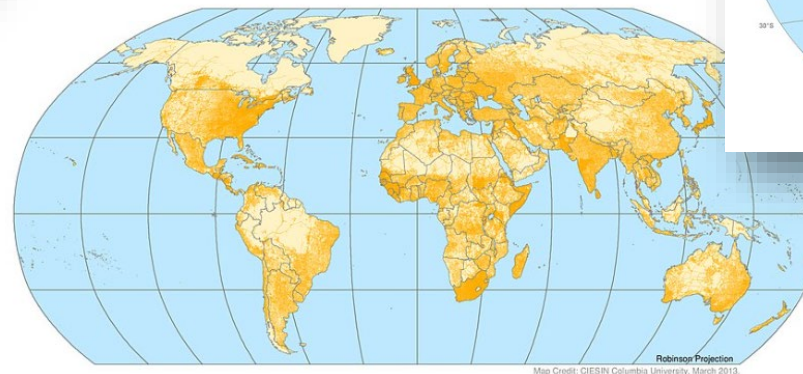 30°S
Robinson Projection
Map Credit: CIESIN Columbia University, March 2013.